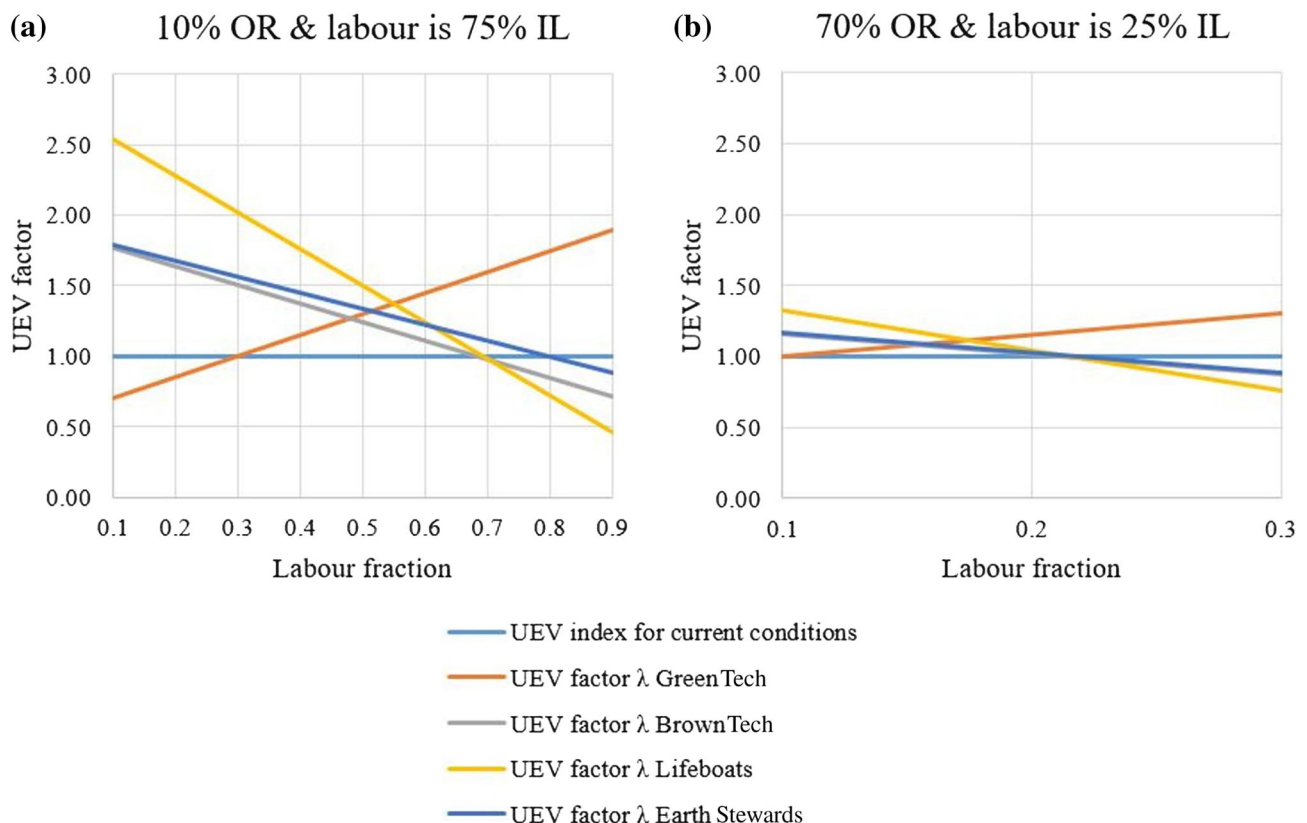 (a) 10% OR & labour is 75% IL
3.00
2.50
2.00
1.50
1.00
0.50
0.00
UEV factor
0.1 0.2 0.3 0.4 0.5 0.6 0.7 0.8 0.9
Labour fraction
(b) 70% OR & labour is 25% IL
3.00
2.50
2.00
1.50
1.00
0.50
0.00
UEV factor
0.1 0.2 0.3
Labour fraction
UEV index for current conditions
UEV factor λ GreenTech
UEV factor λ BrownTech
UEV factor λ Lifeboats
UEV factor λ Earth Stewards